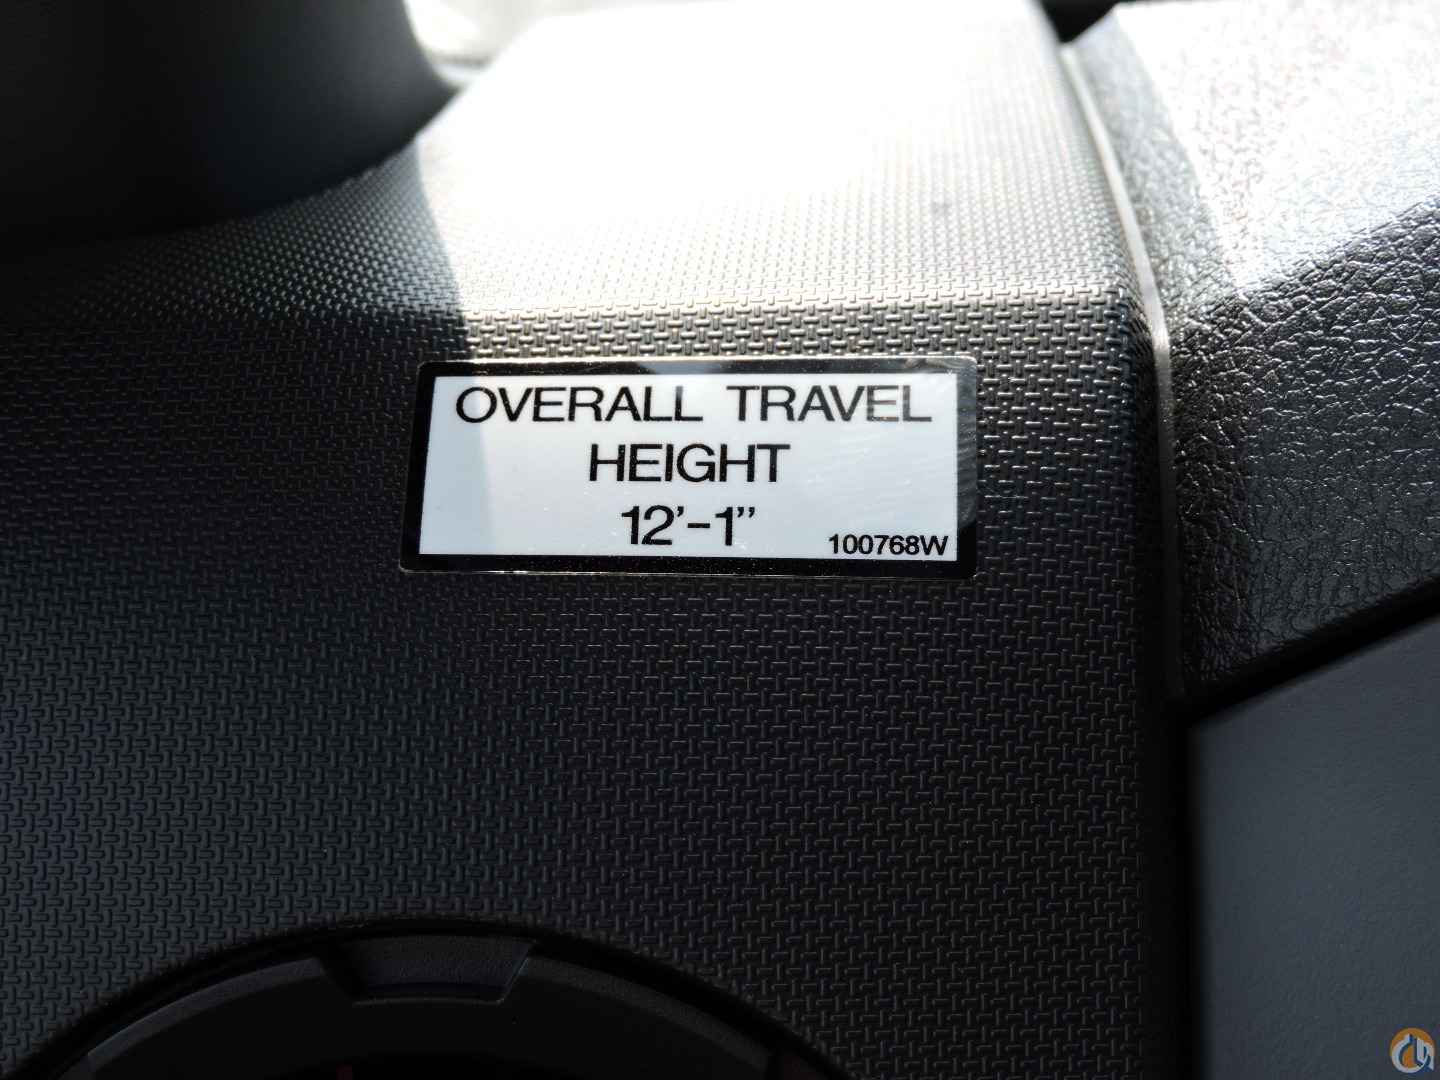 OVERALL TRAVEL
HEIGHT
12'-1"
100768W